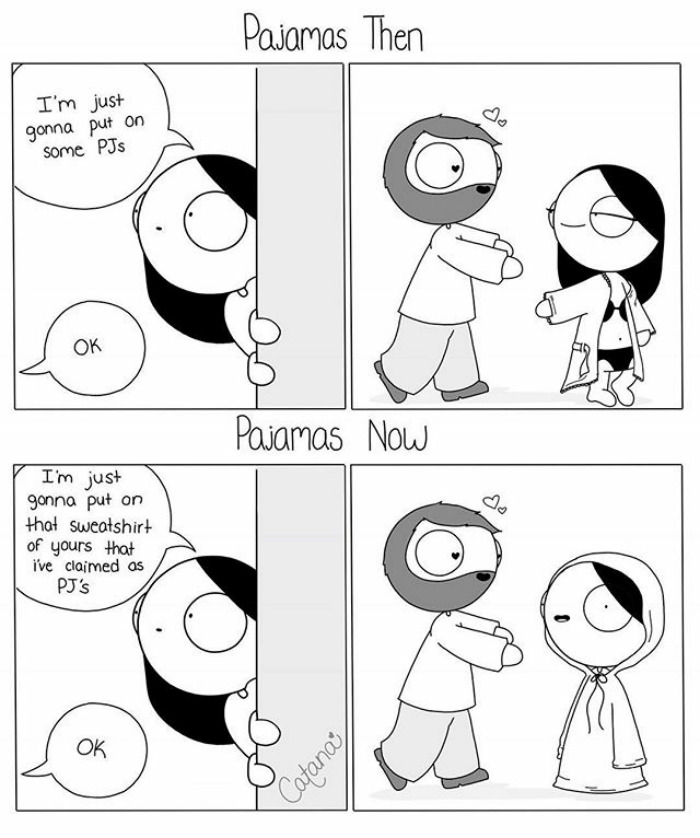 Pajamas Then
I'm just
gonna put on
some PJs
OK
Pajamas Now
I'm just
gonna put on
that sweatshirt
of yours that
i've claimed as
PJ's
OK
Catana